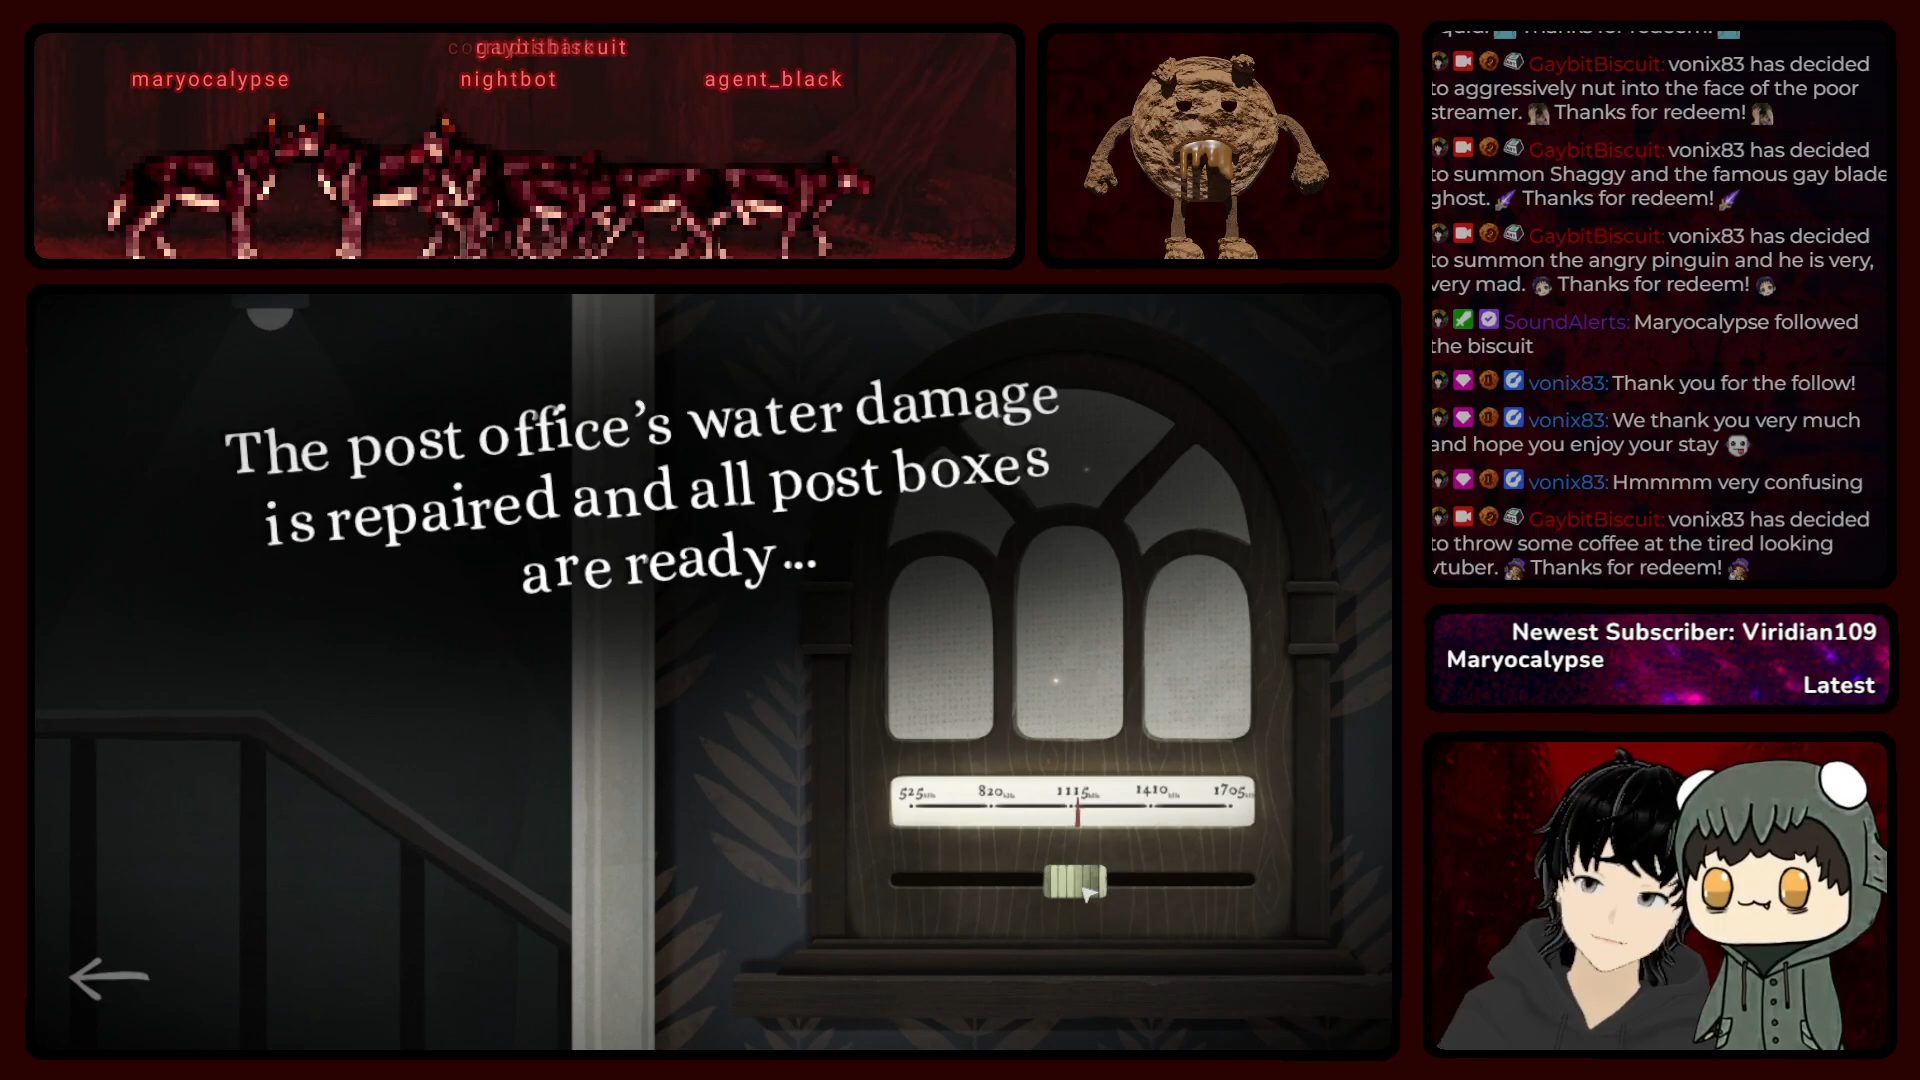 gaybitbiskuit
maryocalypse
nightbot
agent_black
The post office's water damage
is repaired and all post boxes
are ready...
525
820
1115
1410
1705
Thanks for redeem!
GaybitBiscuit: vonix83 has decided
to aggressively nut into the face of the poor
streamer. Thanks for redeem!
GaybitBiscuit: vonix83 has decided
to summon Shaggy and the famous gay blade
ghost. Thanks for redeem!
GaybitBiscuit: vonix83 has decided
to summon the angry pinguin and he is very,
very mad. Thanks for redeem!
SoundAlerts: Maryocalypse followed
the biscuit
vonix83: Thank you for the follow!
vonix83: We thank you very much
and hope you enjoy your stay
vonix83: Hmmmm very confusing
GaybitBiscuit: vonix83 has decided
to throw some coffee at the tired looking
vtuber. Thanks for redeem!
Newest Subscriber: Viridian109
Maryocalypse
Latest